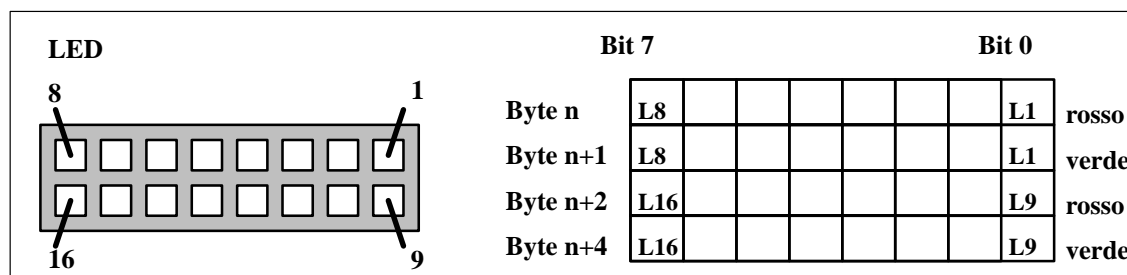 LED
8 1
16 9
Bit 7 Bit 0
Byte n L8 L1 rosso
Byte n+1 L8 L1 verde
Byte n+2 L16 L9 rosso
Byte n+4 L16 L9 verde